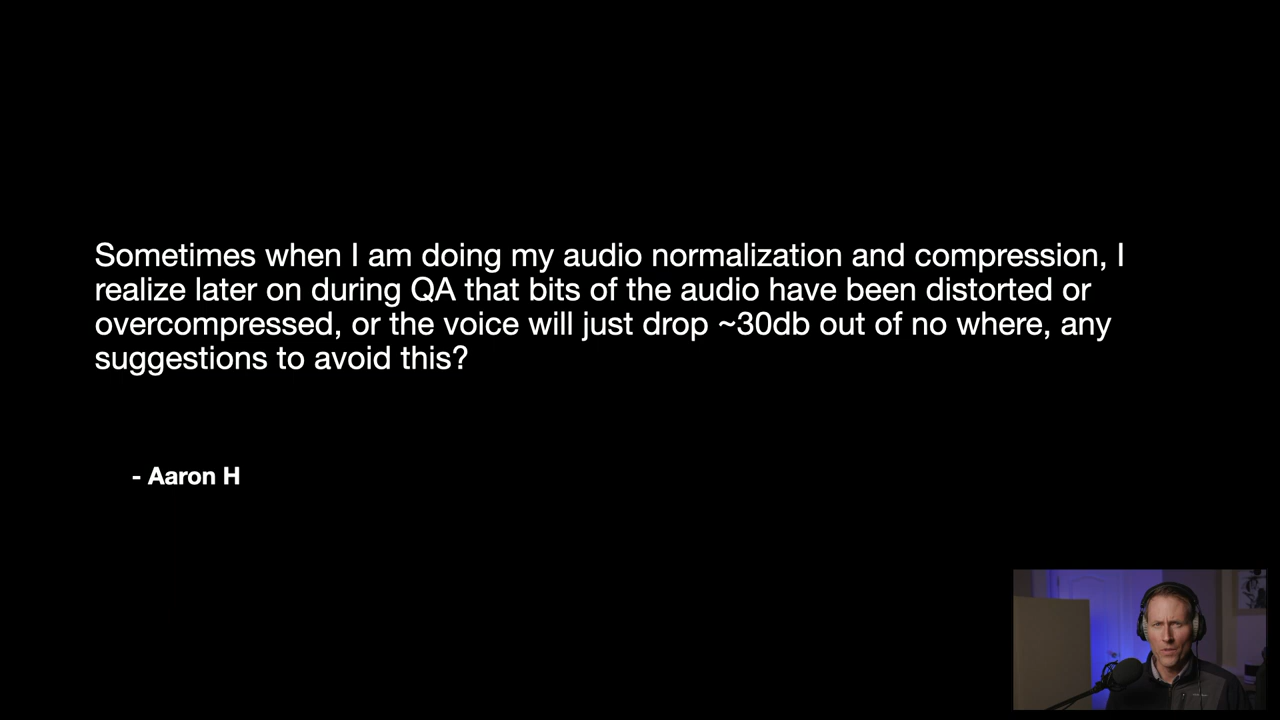 Sometimes when I am doing my audio normalization and compression, I
realize later on during QA that bits of the audio have been distorted or
overcompressed, or the voice will just drop ~30db out of no where, any
suggestions to avoid this?
- Aaron H